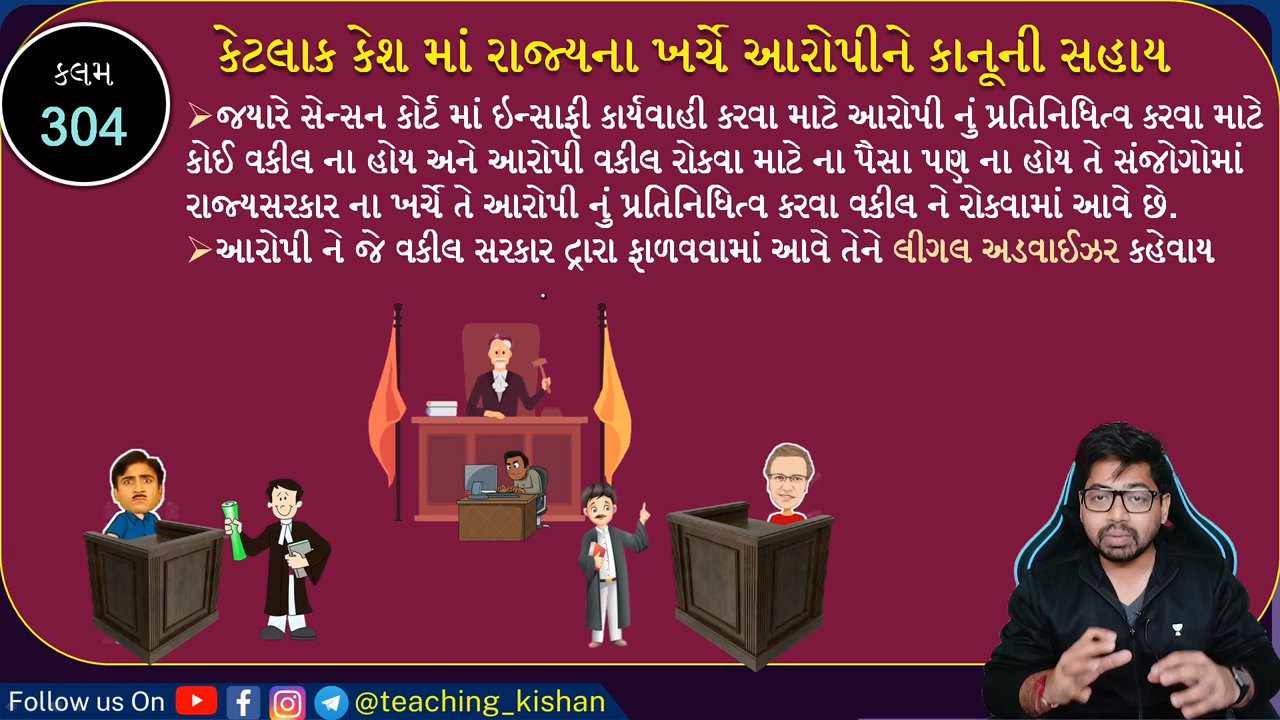 કલમ
304
કેટલાક કેશ માં રાજ્યના ખર્ચે આરોપીને કાનૂની સહાય
➢જયારે સેન્સન કોર્ટ માં ઇન્સાફી કાર્યવાહી કરવા માટે આરોપી નું પ્રતિનિધિત્વ કરવા માટે
કોઈ વકીલ ના હોય અને આરોપી વકીલ રોકવા માટે ના પૈસા પણ ના હોય તે સંજોગોમાં
રાજ્યસરકાર ના ખર્ચે તે આરોપી નું પ્રતિનિધિત્વ કરવા વકીલ ને રોકવામાં આવે છે.
➢આરોપી ને જે વકીલ સરકાર દ્રારા ફાળવવામાં આવે તેને લીગલ અડવાઈઝર કહેવાય
Follow us On @teaching_kishan